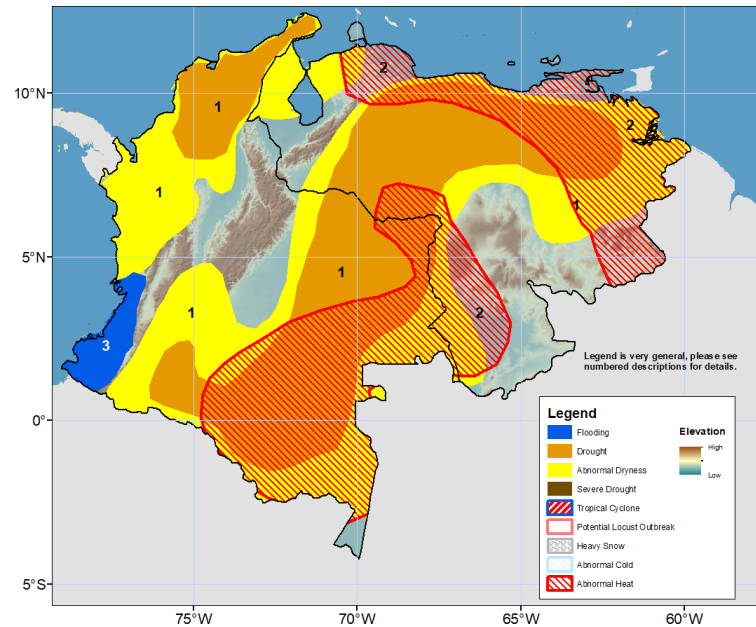 10°N
5°N
0°
5°S
75°W
70°W
65°W
60°W
1
1
1
1
1
2
2
2
3
Legend is very general, please see
numbered descriptions for details.
Legend
Flooding
Drought
Abnormal Dryness
Severe Drought
Tropical Cyclone
Potential Locust Outbreak
Heavy Snow
Abnormal Cold
Abnormal Heat
Elevation
High
Low